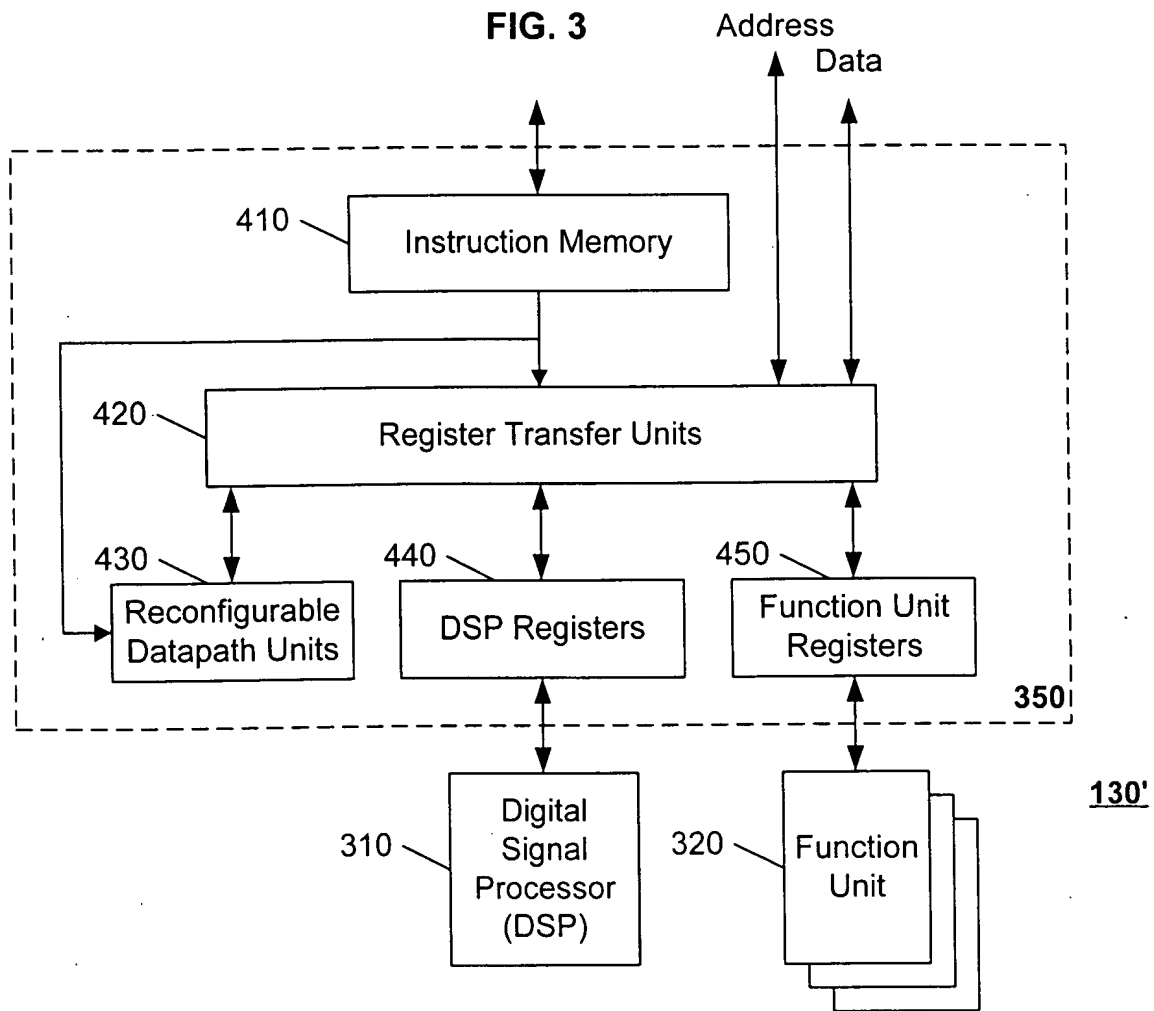 FIG. 3
Address
Data
410
Instruction Memory
420
Register Transfer Units
430
440
450
Reconfigurable
Datapath Units
DSP Registers
Function Unit
Registers
350
130'
310
Digital
Signal
Processor
(DSP)
320
Function
Unit